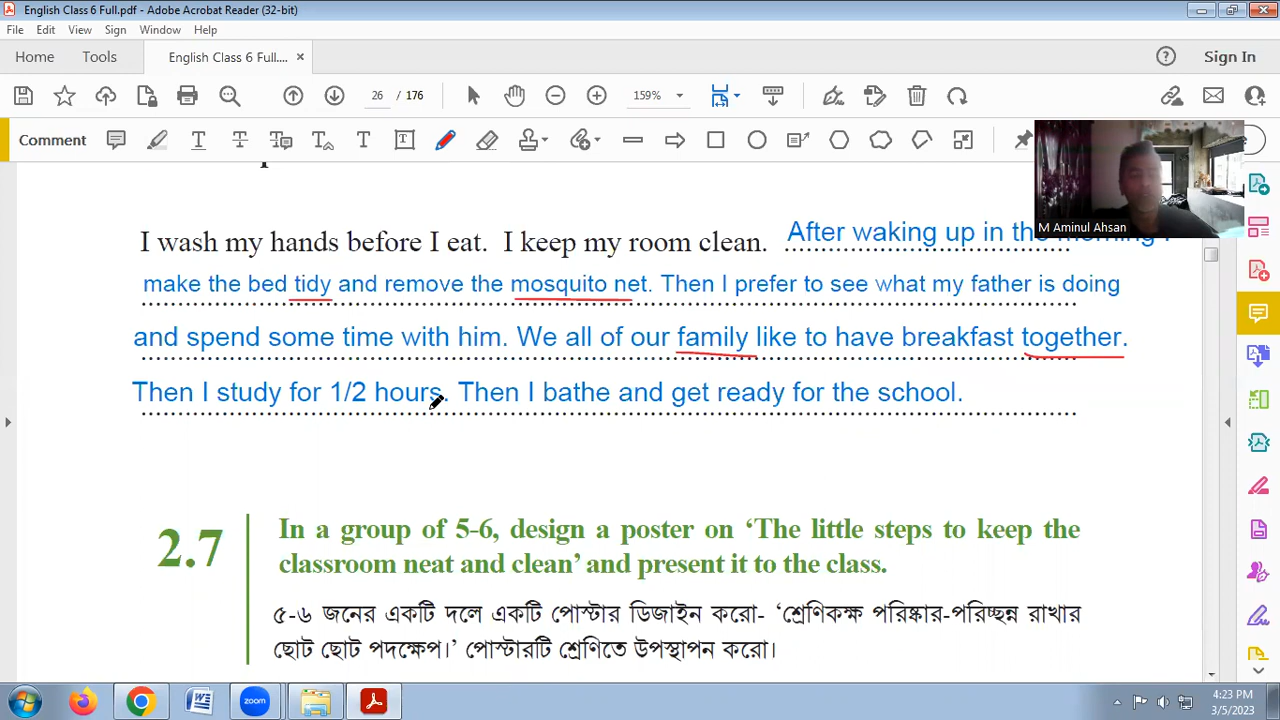 English Class 6 Full.pdf - Adobe Acrobat Reader (32-bit)
File Edit View Sign Window Help
Home Tools English Class 6 Full.... × Sign In
26 / 176 159%
Comment
M Aminul Ahsan
I wash my hands before I eat. I keep my room clean. After waking up in the morning I
make the bed tidy and remove the mosquito net. Then I prefer to see what my father is doing
and spend some time with him. We all of our family like to have breakfast together.
Then I study for 1/2 hours. Then I bathe and get ready for the school.
2.7 In a group of 5-6, design a poster on ‘The little steps to keep the
classroom neat and clean’ and present it to the class.
৫-৬ জনের একটি দলে একটি পোস্টার ডিজাইন করো- ‘শ্রেণিকক্ষ পরিষ্কার-পরিচ্ছন্ন রাখার
ছোট ছোট পদক্ষেপ।’ পোস্টারটি শ্রেণিতে উপস্থাপন করো।
zoom
4:23 PM
3/5/2023